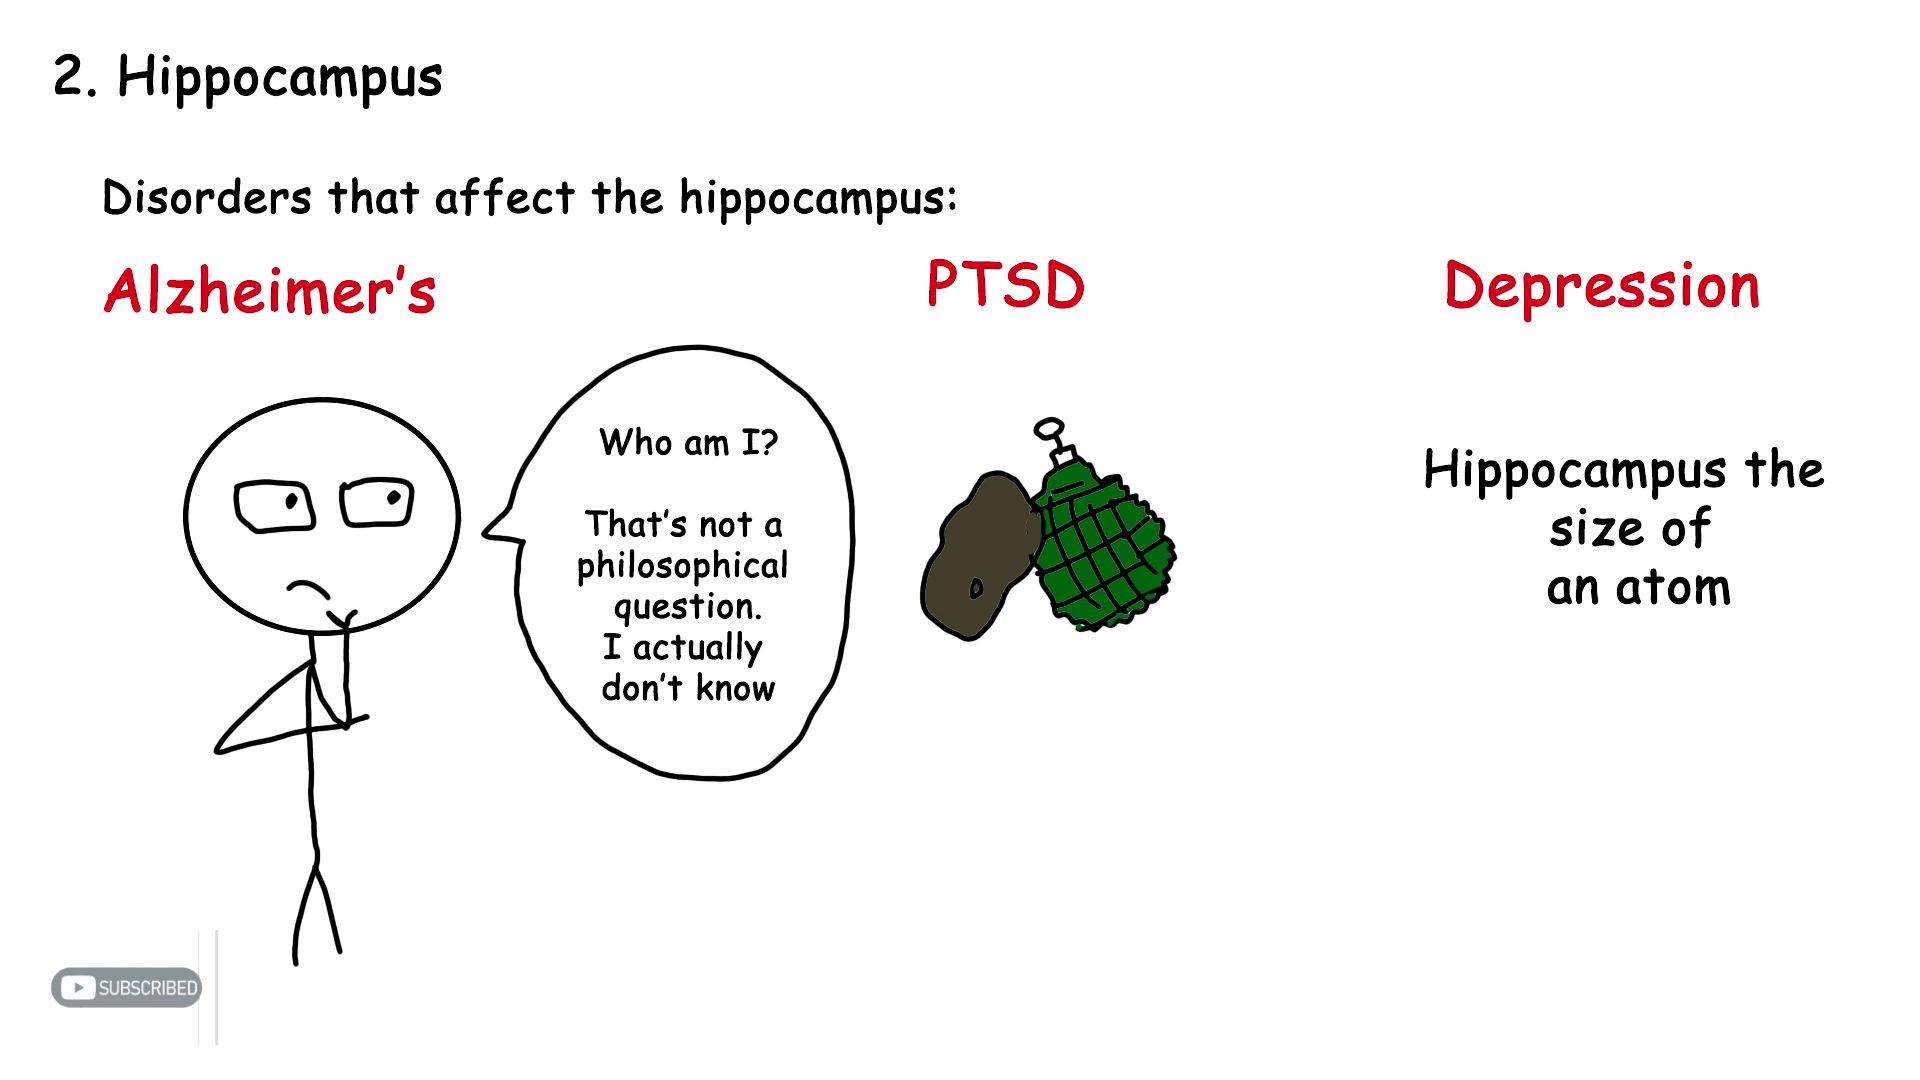 2. Hippocampus
Disorders that affect the hippocampus:
Alzheimer's
PTSD
Depression
Who am I?
That's not a
philosophical
question.
I actually
don't know
Hippocampus the
size of
an atom
SUBSCRIBED